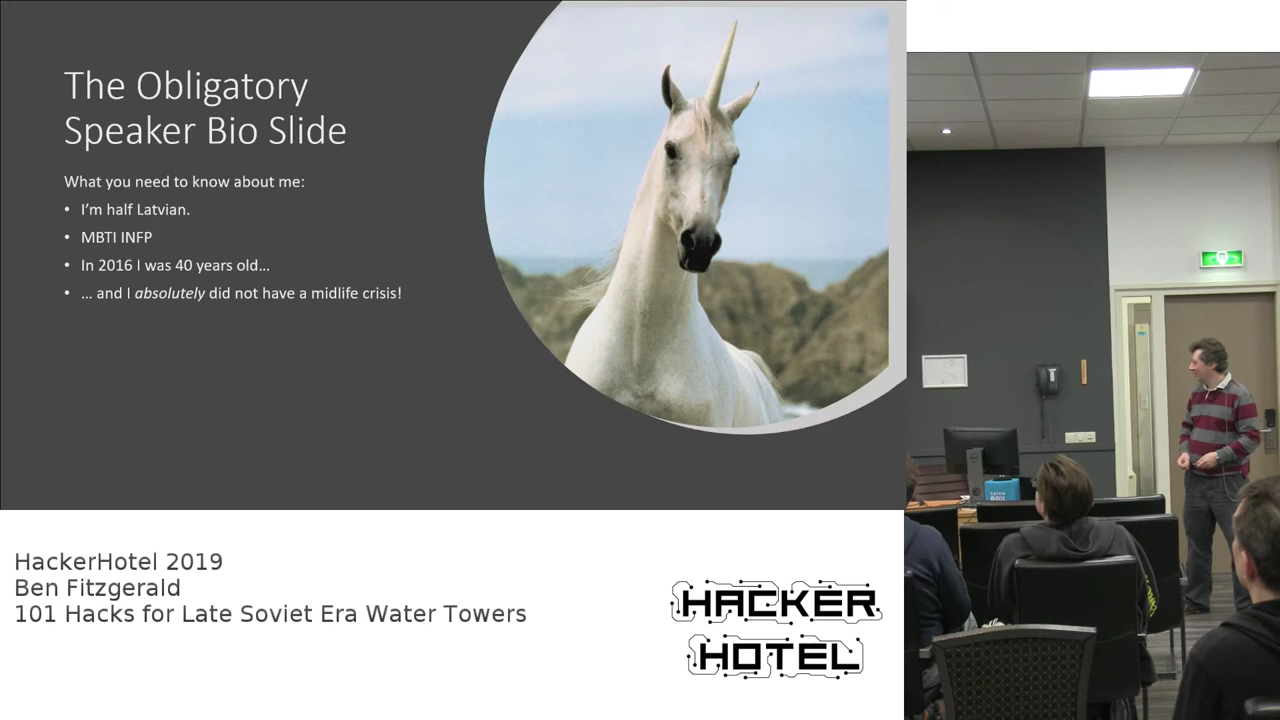 The Obligatory
Speaker Bio Slide
What you need to know about me:
• I’m half Latvian.
• MBTI INFP
• In 2016 I was 40 years old…
• … and I absolutely did not have a midlife crisis!
HackerHotel 2019
Ben Fitzgerald
101 Hacks for Late Soviet Era Water Towers
HACKER
HOTEL